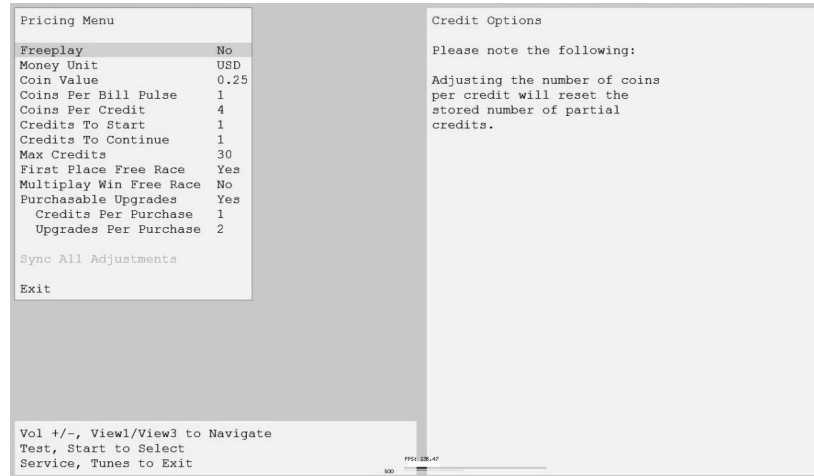 Pricing Menu
Freeplay No
Money Unit USD
Coin Value 0.25
Coins Per Bill Pulse 1
Coins Per Credit 4
Credits To Start 1
Credits To Continue 1
Max Credits 30
First Place Free Race Yes
Multiplay Win Free Race No
Purchasable Upgrades Yes
Credits Per Purchase 1
Upgrades Per Purchase 2
Sync All Adjustments
Exit
Credit Options
Please note the following:
Adjusting the number of coins
per credit will reset the
stored number of partial
credits.
Vol +/-, View1/View3 to Navigate
Test, Start to Select
Service, Tunes to Exit
FPS: 236.47